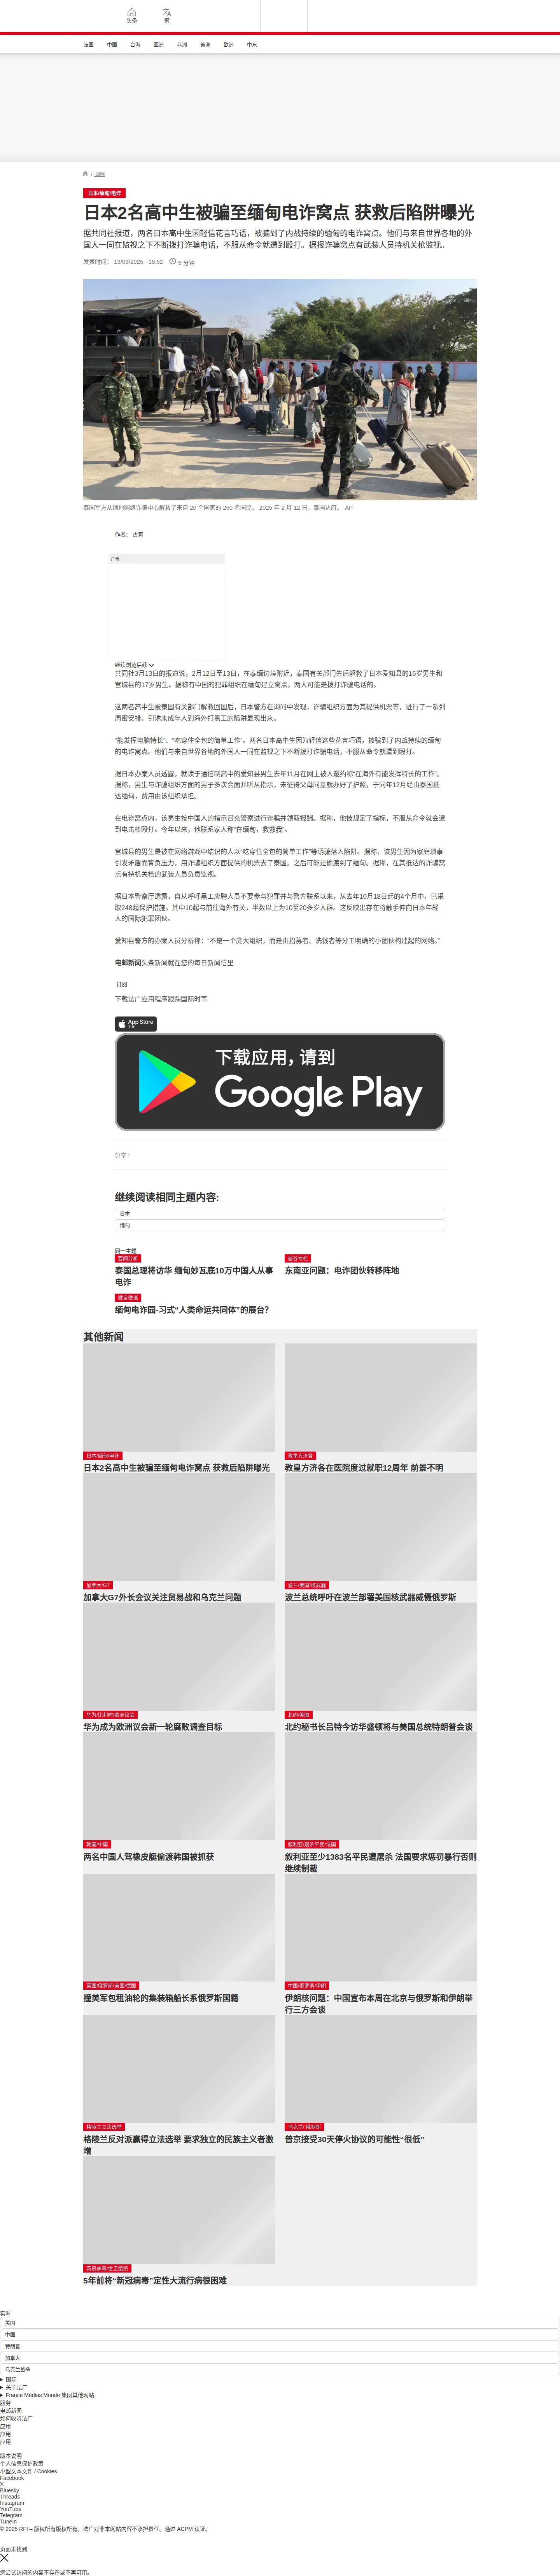 头条
繁
法国
中国
台海
亚洲
非洲
美洲
欧洲
中东
/ 国际
日本/缅甸/电诈
日本2名高中生被骗至缅甸电诈窝点 获救后陷阱曝光
据共同社报道，两名日本高中生因轻信花言巧语，被骗到了内战持续的缅甸的电诈窝点。他们与来自世界各地的外
国人一同在监视之下不断拨打诈骗电话，不服从命令就遭到殴打。据报诈骗窝点有武装人员持机关枪监视。
发表时间： 13/03/2025 - 18:52
5 分钟
泰国军方从缅甸网络诈骗中心解救了来自 20 个国家的 250 名国民。 2025 年 2 月 12 日，泰国达府。 AP
作者： 古莉
广告
继续浏览后续
共同社3月13日的报道说，2月12日至13日，在泰缅边境附近，泰国有关部门先后解救了日本爱知县的16岁男生和
宫城县的17岁男生。据称有中国的犯罪组织在缅甸建立窝点，两人可能是拨打诈骗电话的。
这两名高中生被泰国有关部门解救回国后，日本警方在询问中发现，诈骗组织方面为其提供机票等，进行了一系列
周密安排。引诱未成年人到海外打黑工的陷阱显现出来。
“能发挥电脑特长”、“吃穿住全包的简单工作”。两名日本高中生因为轻信这些花言巧语，被骗到了内战持续的缅甸
的电诈窝点。他们与来自世界各地的外国人一同在监视之下不断拨打诈骗电话，不服从命令就遭到殴打。
据日本办案人员透露，就读于通信制高中的爱知县男生去年11月在网上被人邀约称“在海外有能发挥特长的工作”。
据称，男生与诈骗组织方面的男子多次会面并听从指示，未征得父母同意就办好了护照，于同年12月经由泰国抵
达缅甸，费用由该组织承担。
在电诈窝点内，该男生按中国人的指示冒充警察进行诈骗并领取报酬。据称，他被规定了指标，不服从命令就会遭
到电击棒殴打。今年以来，他联系家人称“在缅甸，救救我”。
宫城县的男生是被在网络游戏中结识的人以“吃穿住全包的简单工作”等诱骗落入陷阱。据称，该男生因为家庭琐事
引发矛盾而背负压力，用诈骗组织方面提供的机票去了泰国。之后可能是偷渡到了缅甸。据称，在其抵达的诈骗窝
点有持机关枪的武装人员负责监视。
据日本警察厅透露，自从呼吁黑工应聘人员不要参与犯罪并与警方联系以来，从去年10月18日起的4个月中，已采
取248起保护措施。其中10起与前往海外有关，半数以上为10至20多岁人群。这反映出存在将触手伸向日本年轻
人的国际犯罪团伙。
爱知县警方的办案人员分析称：“不是一个庞大组织，而是由招募者、洗钱者等分工明确的小团伙构建起的网络。”
电邮新闻头条新闻就在您的每日新闻信里
订阅
下载法广应用程序跟踪国际时事
App Store
下载
下载应用，请到
Google Play
分享 :
继续阅读相同主题内容:
日本
缅甸
同一主题
要闻分析
泰国总理将访华 缅甸妙瓦底10万中国人从事
电诈
曼谷专栏
东南亚问题：电诈团伙转移阵地
微言微语
缅甸电诈园-习式“人类命运共同体”的展台？
其他新闻
日本/缅甸/电诈
日本2名高中生被骗至缅甸电诈窝点 获救后陷阱曝光
教皇方济各
教皇方济各在医院度过就职12周年 前景不明
加拿大/G7
加拿大G7外长会议关注贸易战和乌克兰问题
波兰/美国/核武器
波兰总统呼吁在波兰部署美国核武器威慑俄罗斯
华为/比利时/欧洲议会
华为成为欧洲议会新一轮腐败调查目标
北约/美国
北约秘书长吕特今访华盛顿将与美国总统特朗普会谈
韩国/中国
两名中国人驾橡皮艇偷渡韩国被抓获
叙利亚/屠杀平民/法国
叙利亚至少1383名平民遭屠杀 法国要求惩罚暴行否则
继续制裁
英国/俄罗斯/美国/德国
撞美军包租油轮的集装箱船长系俄罗斯国籍
中国/俄罗斯/伊朗
伊朗核问题：中国宣布本周在北京与俄罗斯和伊朗举
行三方会谈
格陵兰立法选举
格陵兰反对派赢得立法选举 要求独立的民族主义者激
增
乌克兰/ 俄罗斯
普京接受30天停火协议的可能性“很低”
新冠病毒/世卫组织
5年前将“新冠病毒”定性大流行病很困难
实时
美国
中国
特朗普
加拿大
乌克兰战争
国际
关于法广
France Médias Monde 集团其他网站
服务
电邮新闻
如何收听法广
应用
应用
应用
版本说明
个人信息保护政策
小型文本文件 / Cookies
Facebook
X
Bluesky
Threads
Instagram
YouTube
Telegram
TuneIn
© 2025 RFI – 版权所有版权所有。法广对非本网站内容不承担责任。通过 ACPM 认证。
页面未找到
您尝试访问的内容不存在或不再可用。